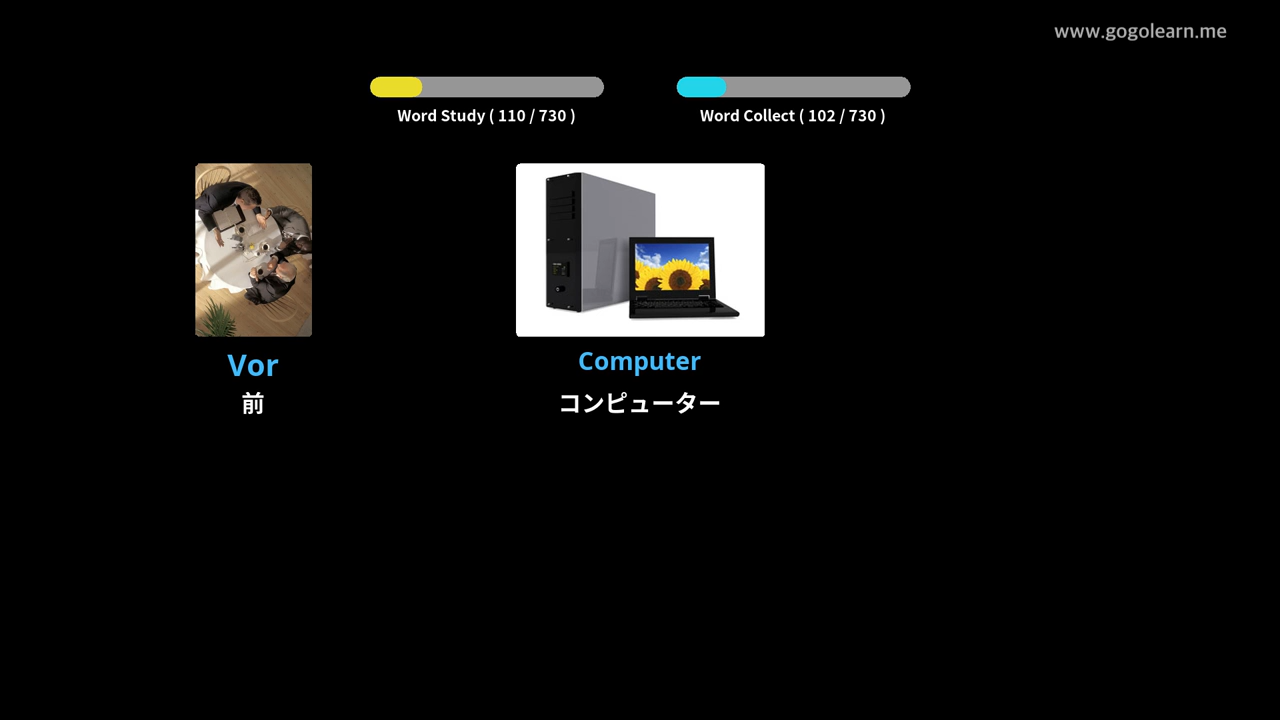 www.gogolearn.me
Word Study ( 110 / 730 )
Word Collect ( 102 / 730 )
Vor
前
Computer
コンピューター